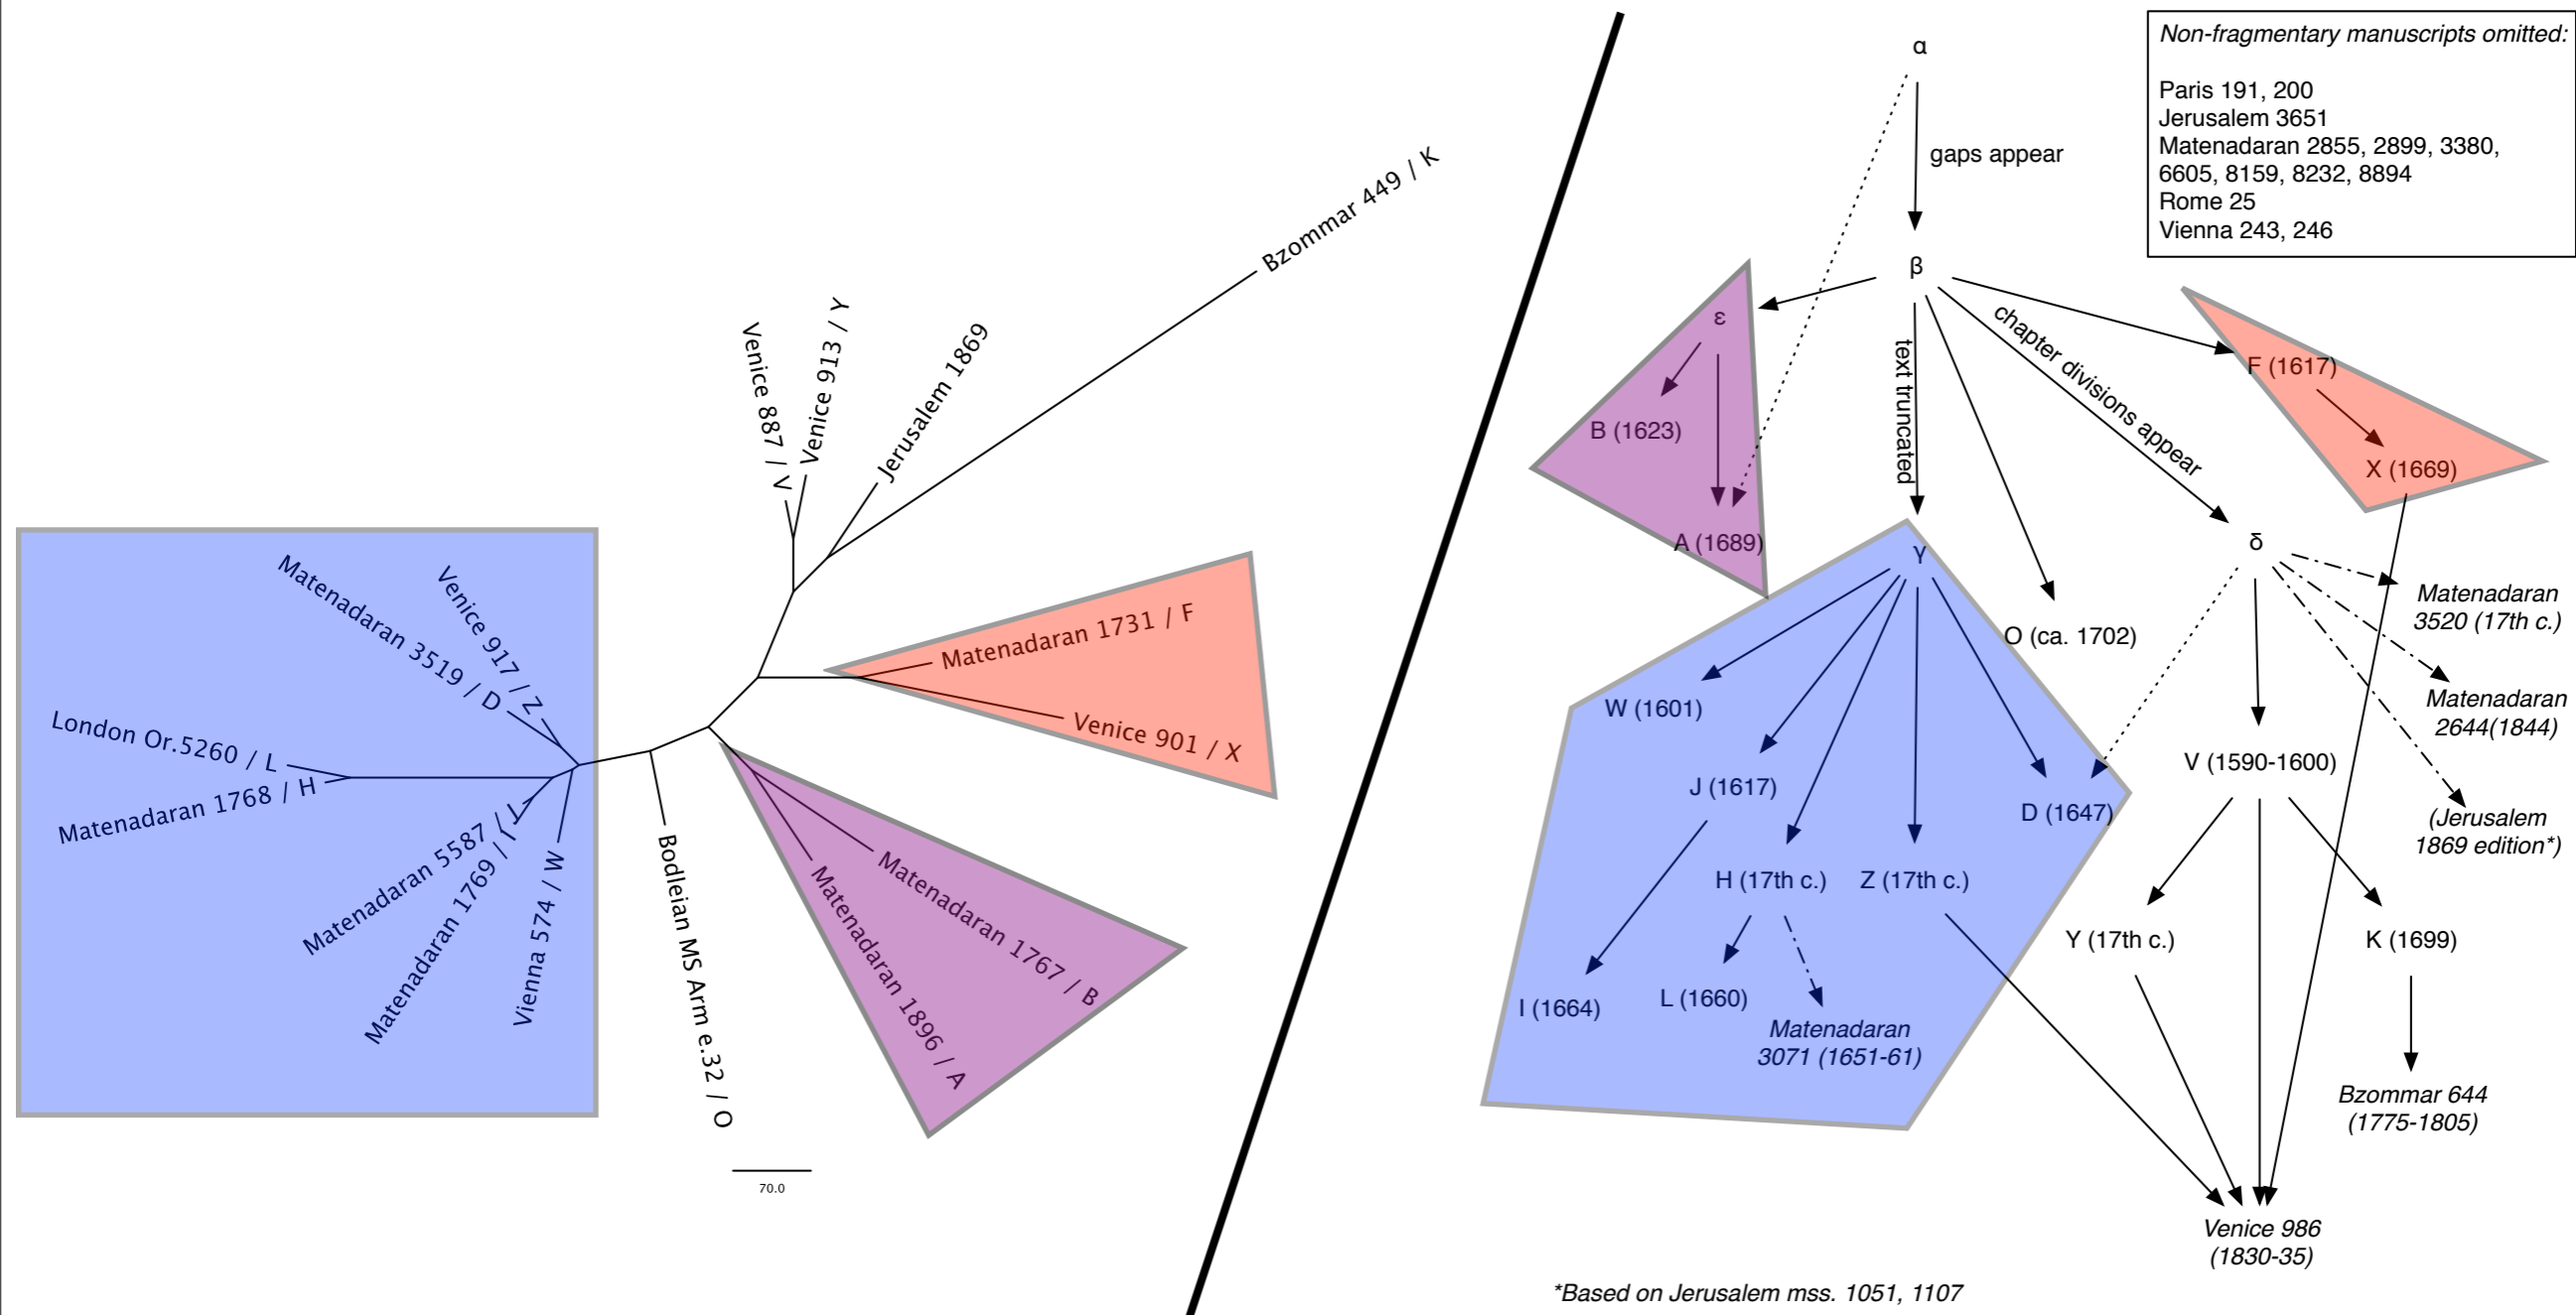 Bzommar 449 / K
Venice 887 / V
Venice 913 / Y
Jerusalem 1869
Matenadaran 3519 / D
Venice 917 / Z
London Or.5260 / L
Matenadaran 1768 / H
Matenadaran 5587 / J
Matenadaran 1769 / I
Vienna 574 / W
Bodleian MS Arm e.32 / O
Matenadaran 1731 / F
Venice 901 / X
Matenadaran 1767 / B
Matenadaran 1896 / A
70.0
α
gaps appear
β
ε
B (1623)
A (1689)
text truncated
chapter divisions appear
F (1617)
X (1669)
γ
δ
O (ca. 1702)
W (1601)
J (1617)
D (1647)
H (17th c.)
Z (17th c.)
I (1664)
L (1660)
Matenadaran
3071 (1651-61)
Matenadaran
3520 (17th c.)
Matenadaran
2644(1844)
V (1590-1600)
(Jerusalem
1869 edition*)
Y (17th c.)
K (1699)
Bzommar 644
(1775-1805)
Venice 986
(1830-35)
*Based on Jerusalem mss. 1051, 1107
Non-fragmentary manuscripts omitted:
Paris 191, 200
Jerusalem 3651
Matenadaran 2855, 2899, 3380,
6605, 8159, 8232, 8894
Rome 25
Vienna 243, 246